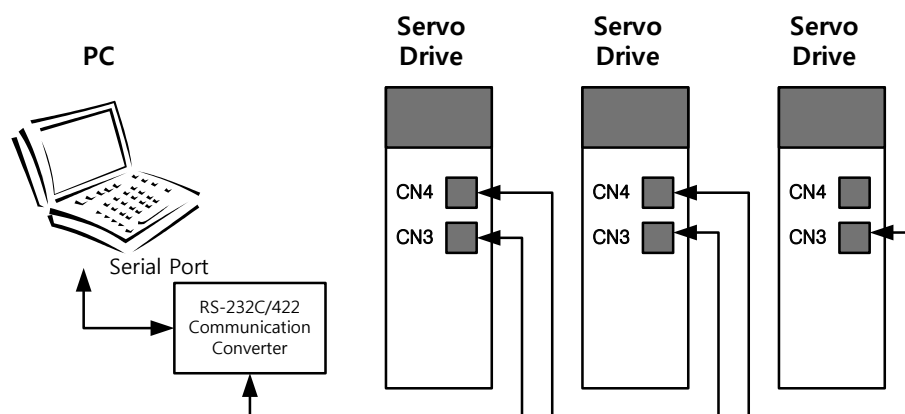 PC
Serial Port
RS-232C/422
Communication
Converter
Servo
Drive
CN4
CN3
Servo
Drive
CN4
CN3
Servo
Drive
CN4
CN3